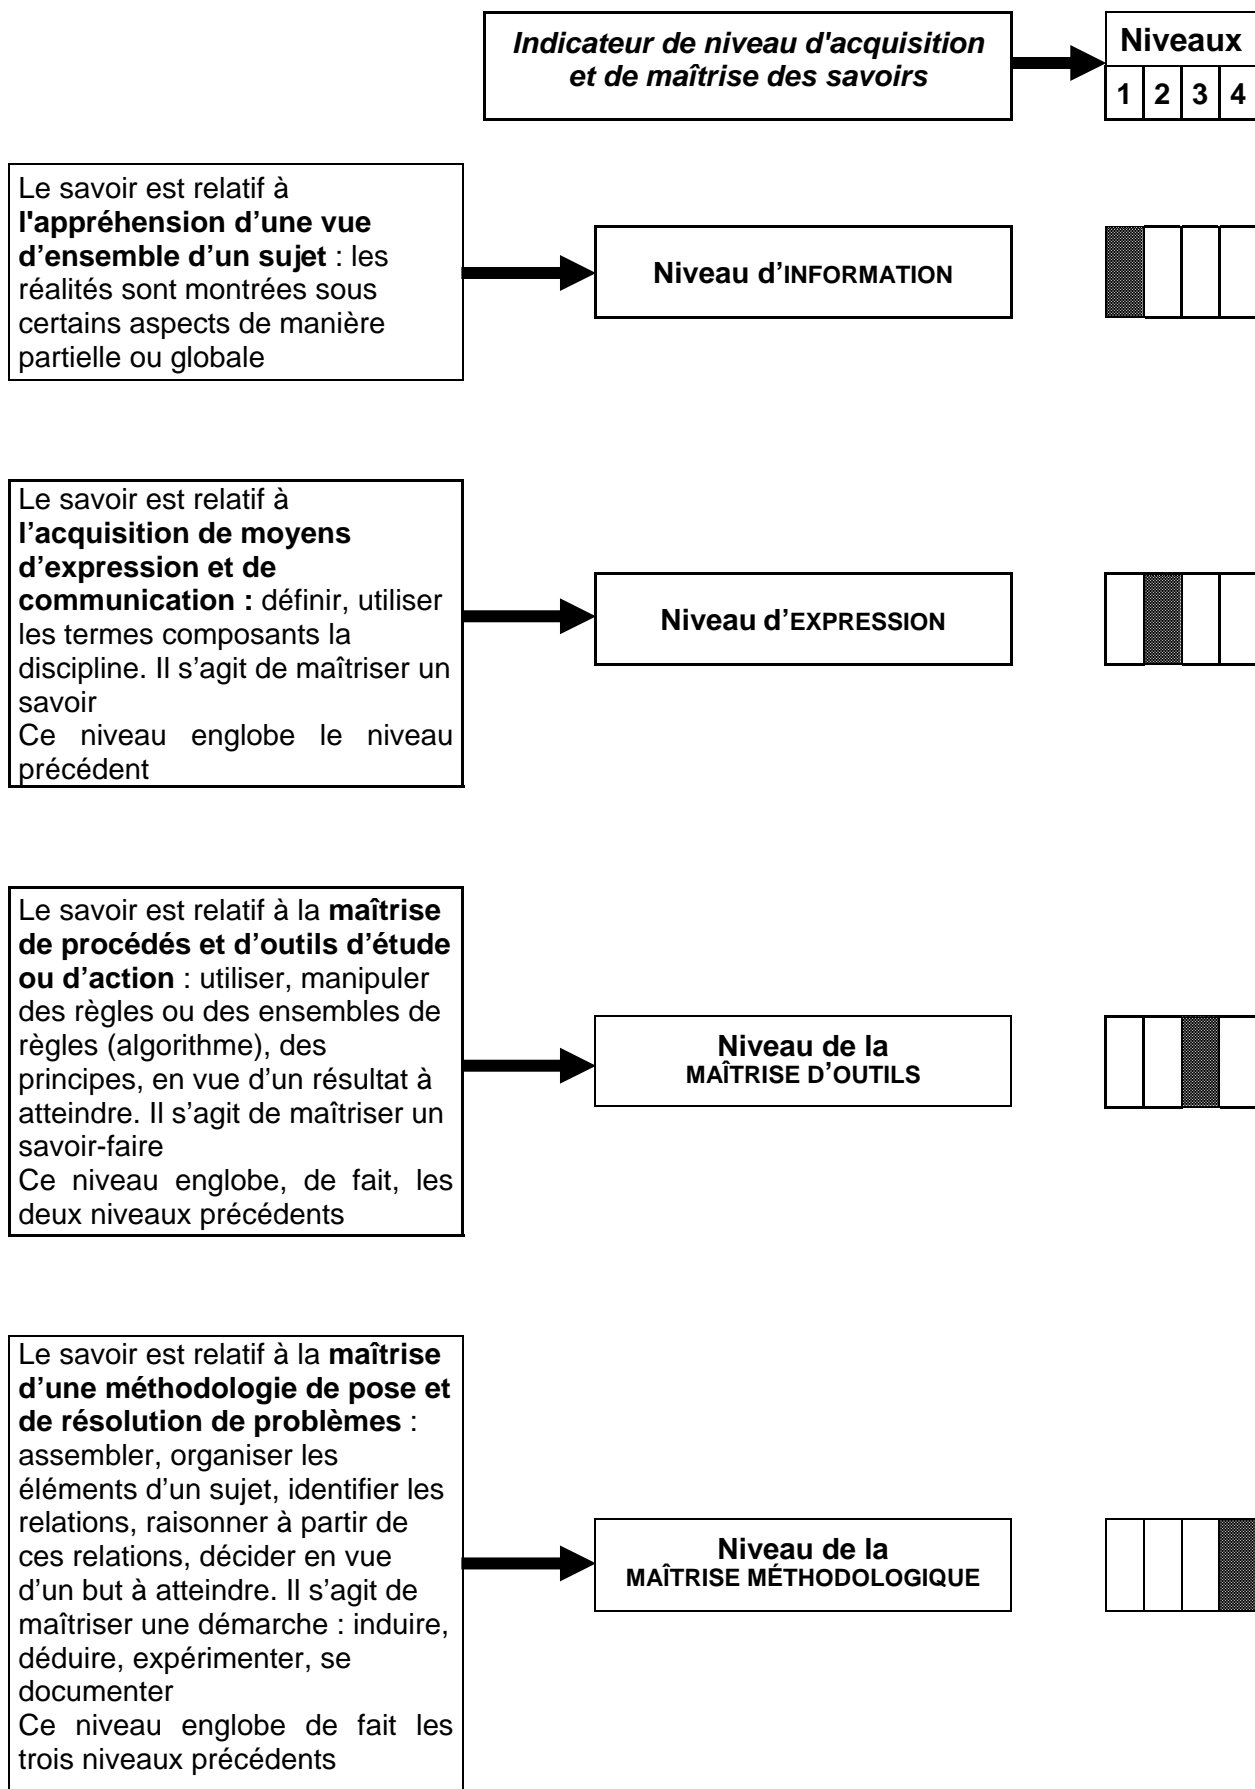 Indicateur de niveau d'acquisition
et de maîtrise des savoirs
Niveaux
1 2 3 4
Le savoir est relatif à
l'appréhension d’une vue
d’ensemble d’un sujet : les
réalités sont montrées sous
certains aspects de manière
partielle ou globale
Niveau d’INFORMATION
Le savoir est relatif à
l’acquisition de moyens
d’expression et de
communication : définir, utiliser
les termes composants la
discipline. Il s’agit de maîtriser un
savoir
Ce niveau englobe le niveau
précédent
Niveau d’EXPRESSION
Le savoir est relatif à la maîtrise
de procédés et d’outils d’étude
ou d’action : utiliser, manipuler
des règles ou des ensembles de
règles (algorithme), des
principes, en vue d’un résultat à
atteindre. Il s’agit de maîtriser un
savoir-faire
Ce niveau englobe, de fait, les
deux niveaux précédents
Niveau de la
MAÎTRISE D’OUTILS
Le savoir est relatif à la maîtrise
d’une méthodologie de pose et
de résolution de problèmes :
assembler, organiser les
éléments d’un sujet, identifier les
relations, raisonner à partir de
ces relations, décider en vue
d’un but à atteindre. Il s’agit de
maîtriser une démarche : induire,
déduire, expérimenter, se
documenter
Ce niveau englobe de fait les
trois niveaux précédents
Niveau de la
MAÎTRISE MÉTHODOLOGIQUE